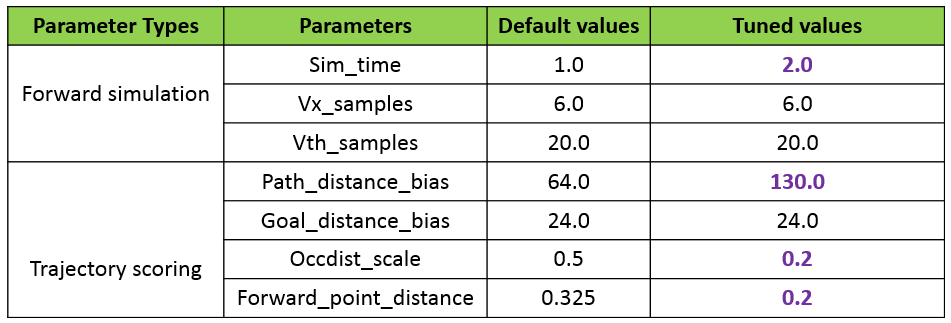 Parameter Types Parameters Default values Tuned values
Forward simulation Sim_time 1.0 2.0
Vx_samples 6.0 6.0
Vth_samples 20.0 20.0
Trajectory scoring Path_distance_bias 64.0 130.0
Goal_distance_bias 24.0 24.0
Occdist_scale 0.5 0.2
Forward_point_distance 0.325 0.2